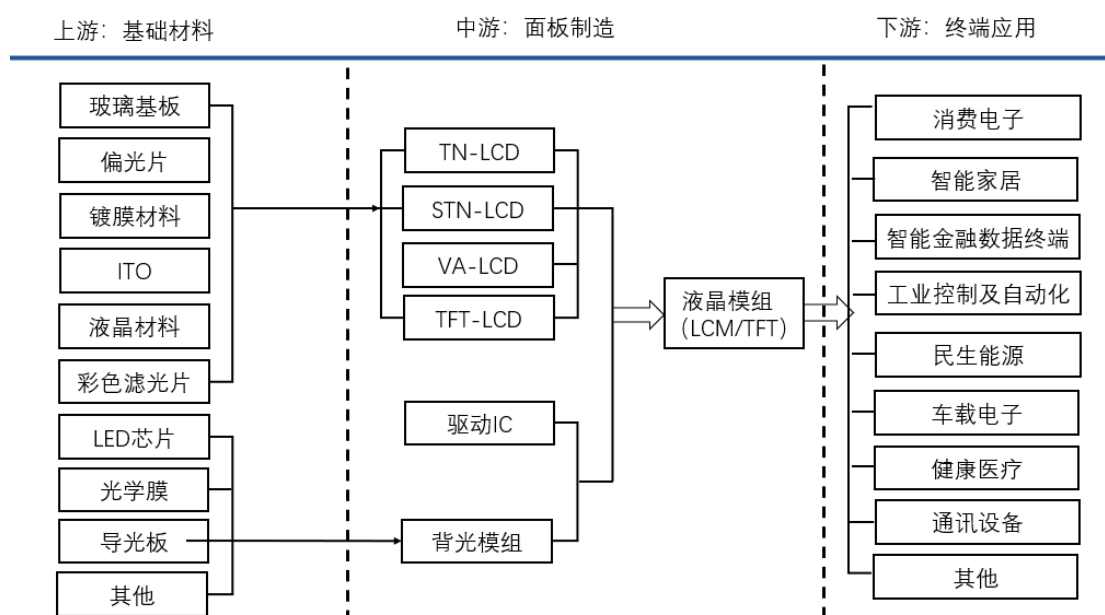 上游：基础材料
中游：面板制造
下游：终端应用
玻璃基板
偏光片
镀膜材料
ITO
液晶材料
彩色滤光片
LED芯片
光学膜
导光板
其他
TN-LCD
STN-LCD
VA-LCD
TFT-LCD
驱动IC
背光模组
液晶模组
（LCM/TFT）
消费电子
智能家居
智能金融数据终端
工业控制及自动化
民生能源
车载电子
健康医疗
通讯设备
其他